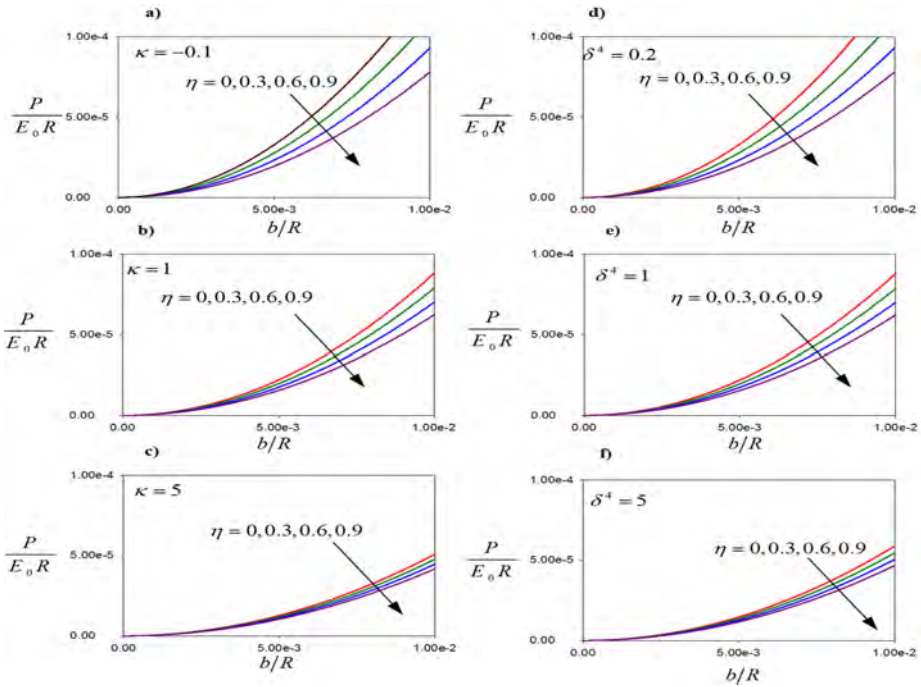 a)
1.00e-4
κ = −0.1
η = 0, 0.3, 0.6, 0.9
P
E 0 R
5.00e-5
0.00
0.00
5.00e-3
1.00e-2
b/R
d)
1.00e-4
δ⁴ = 0.2
η = 0, 0.3, 0.6, 0.9
P
E 0 R
5.00e-5
0.00
0.00
5.00e-3
1.00e-2
b/R
b)
1.00e-4
κ = 1
η = 0, 0.3, 0.6, 0.9
P
E 0 R
5.00e-5
0.00
0.00
5.00e-3
1.00e-2
b/R
e)
1.00e-4
δ⁴ = 1
η = 0, 0.3, 0.6, 0.9
P
E 0 R
5.00e-5
0.00
0.00
5.00e-3
1.00e-2
b/R
c)
1.00e-4
κ = 5
η = 0, 0.3, 0.6, 0.9
P
E 0 R
5.00e-5
0.00
0.00
5.00e-3
1.00e-2
b/R
f)
1.00e-4
δ⁴ = 5
η = 0, 0.3, 0.6, 0.9
P
E 0 R
5.00e-5
0.00
0.00
5.00e-3
1.00e-2
b/R